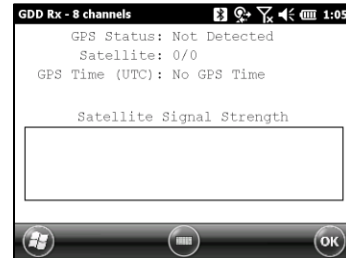 GDD Rx - 8 channels 1:05
GPS Status: Not Detected
Satellite: 0/0
GPS Time (UTC): No GPS Time
Satellite Signal Strength
OK